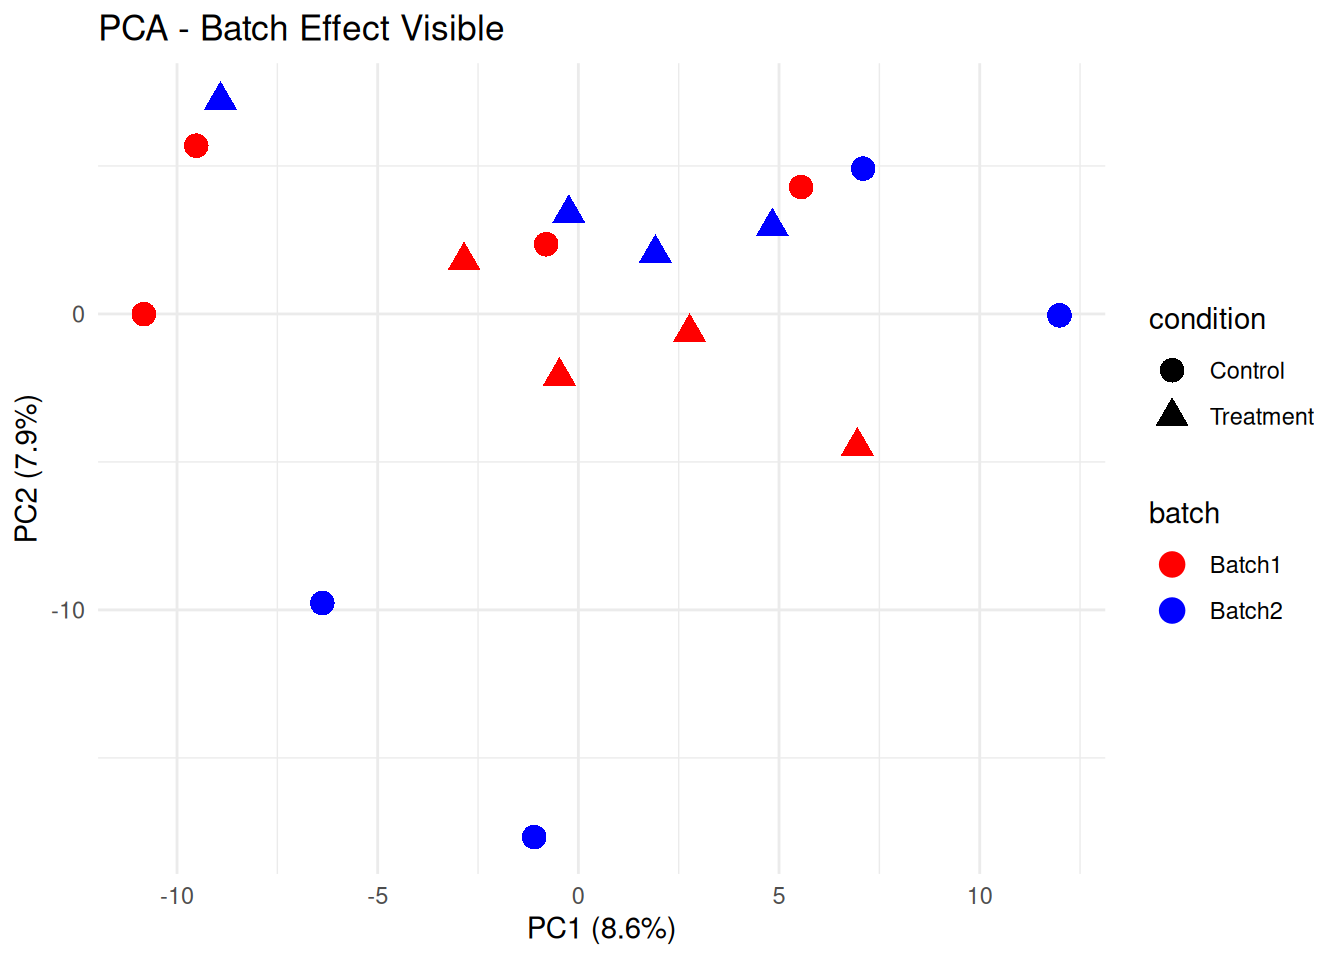 PCA - Batch Effect Visible
PC2 (7.9%)
0
-10
-10
-5
0
5
10
PC1 (8.6%)
condition
Control
Treatment
batch
Batch1
Batch2